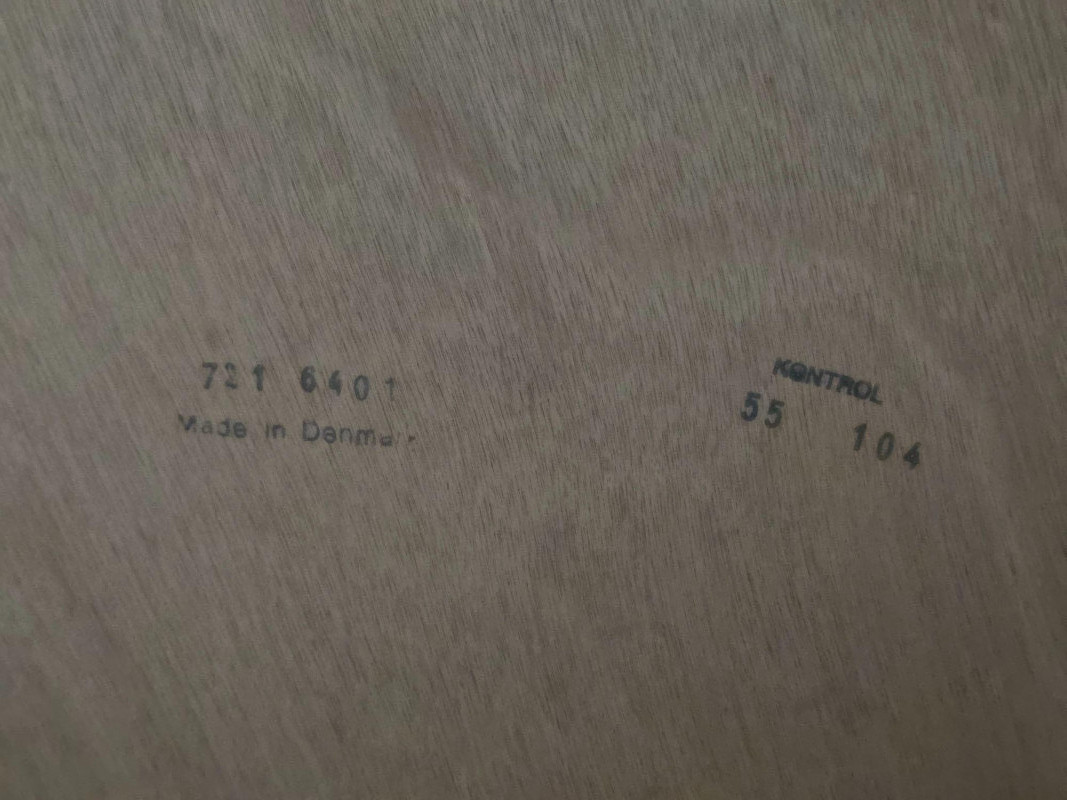 721 6401
Made in Denmark
KONTROL
55 104